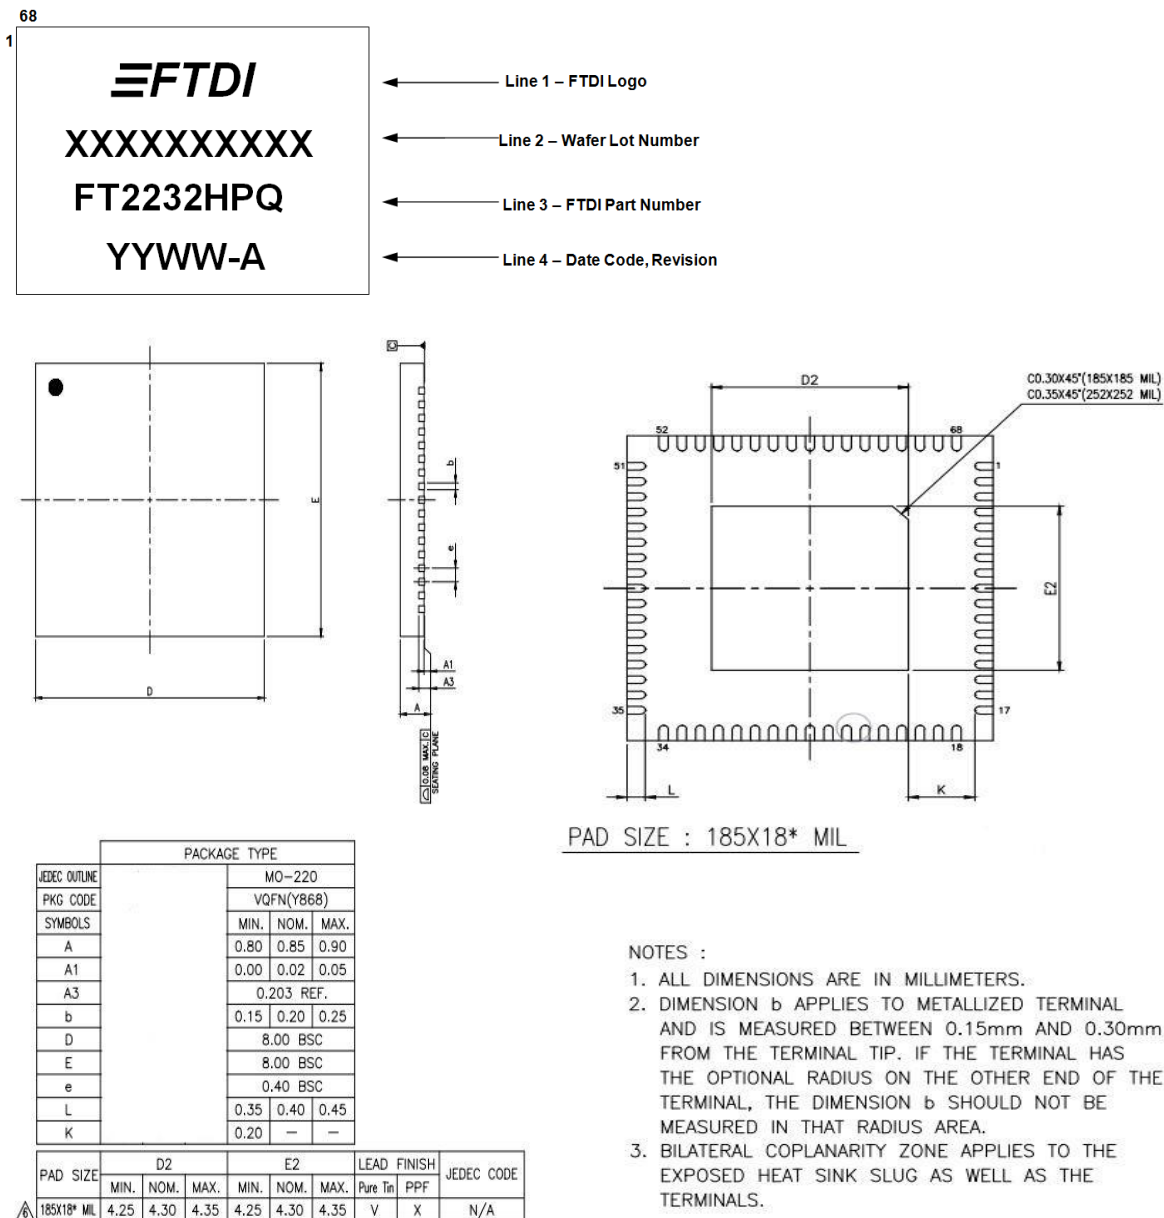 68
1
FTDI
Line 1 – FTDI Logo
XXXXXXXXXX
Line 2 – Wafer Lot Number
FT2232HPQ
Line 3 – FTDI Part Number
YYWW-A
Line 4 – Date Code, Revision
E
D
b
e
A1
A3
A
0.08 MAX. C
SEATING PLANE
D2
C0.30X45°(185X185 MIL)
C0.35X45°(252X252 MIL)
52
68
51
1
E2
35
17
34
18
L
K
PAD SIZE : 185X18* MIL
PACKAGE TYPE
JEDEC OUTLINE MO-220
PKG CODE VQFN(Y868)
SYMBOLS MIN. NOM. MAX.
A 0.80 0.85 0.90
A1 0.00 0.02 0.05
A3 0.203 REF.
b 0.15 0.20 0.25
D 8.00 BSC
E 8.00 BSC
e 0.40 BSC
L 0.35 0.40 0.45
K 0.20 — —
PAD SIZE D2 E2 LEAD FINISH JEDEC CODE
MIN. NOM. MAX. MIN. NOM. MAX. Pure Tin PPF
185X18* MIL 4.25 4.30 4.35 4.25 4.30 4.35 V X N/A
NOTES :
1. ALL DIMENSIONS ARE IN MILLIMETERS.
2. DIMENSION b APPLIES TO METALLIZED TERMINAL
AND IS MEASURED BETWEEN 0.15mm AND 0.30mm
FROM THE TERMINAL TIP. IF THE TERMINAL HAS
THE OPTIONAL RADIUS ON THE OTHER END OF THE
TERMINAL, THE DIMENSION b SHOULD NOT BE
MEASURED IN THAT RADIUS AREA.
3. BILATERAL COPLANARITY ZONE APPLIES TO THE
EXPOSED HEAT SINK SLUG AS WELL AS THE
TERMINALS.